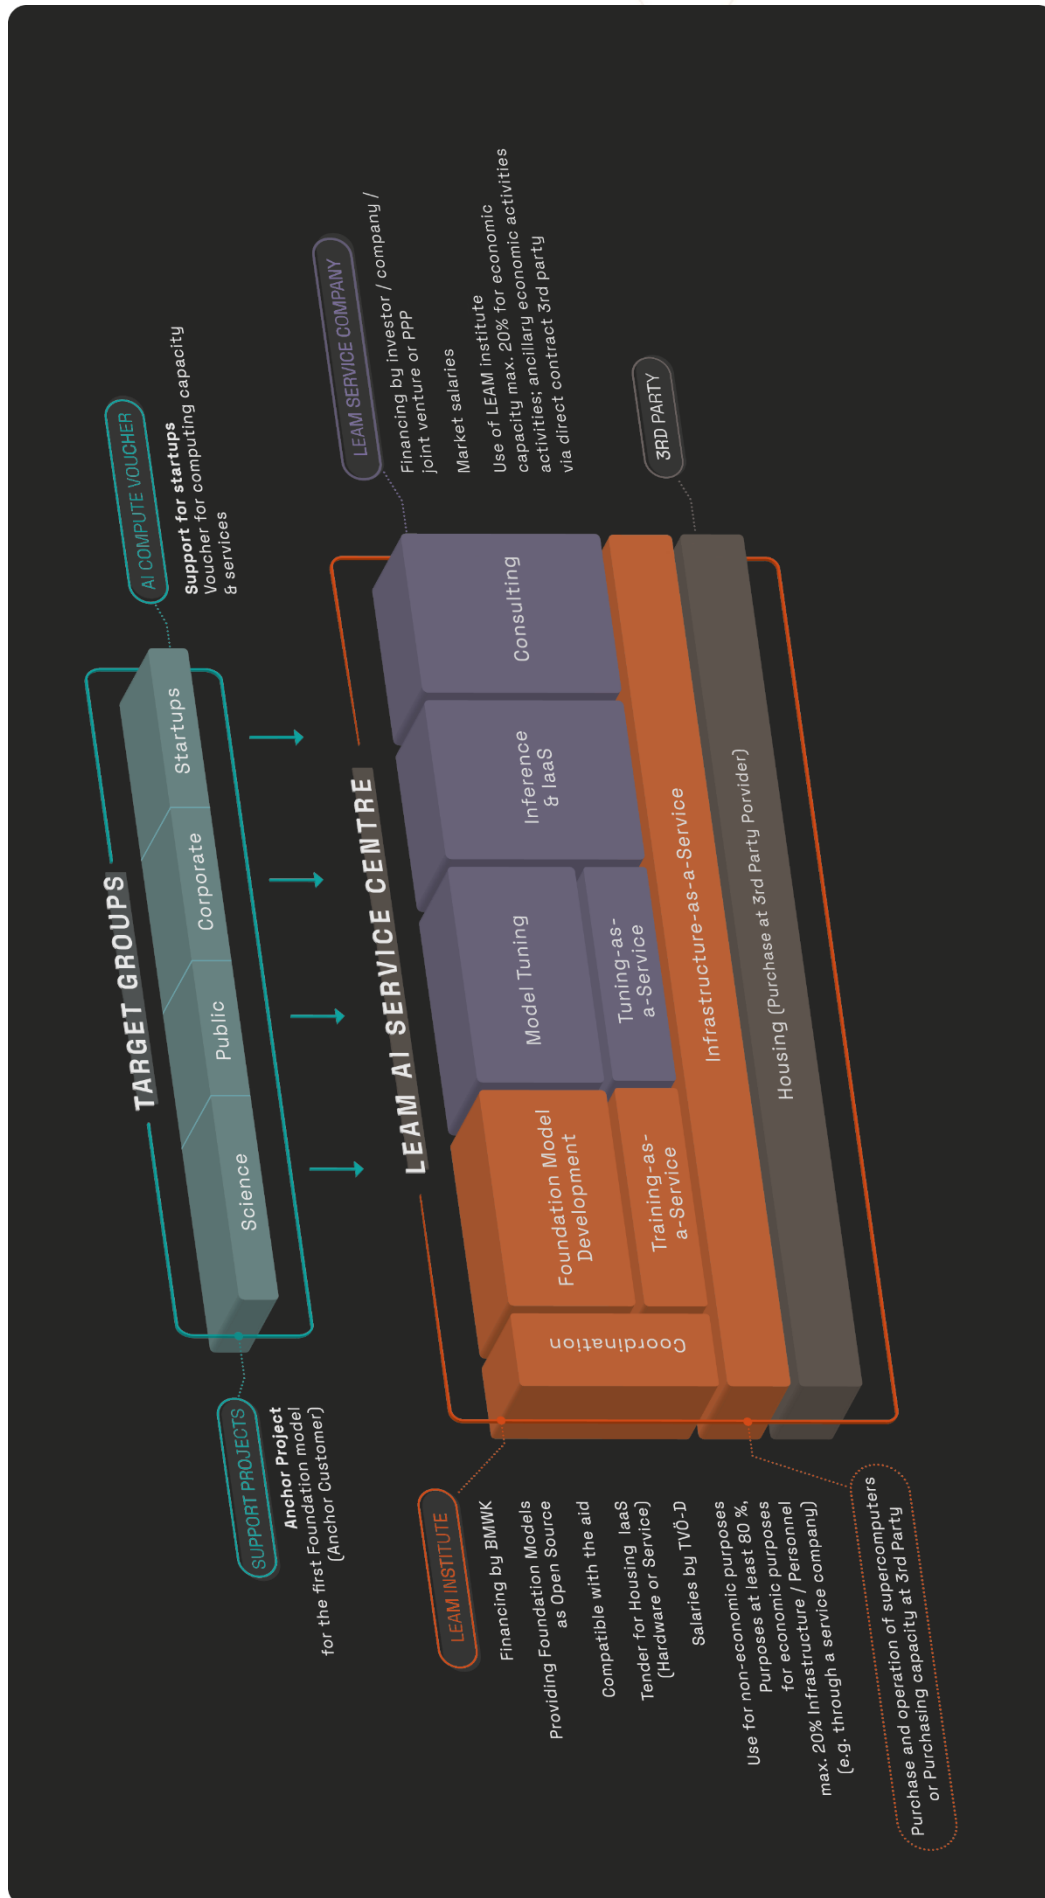 TARGET GROUPS
SUPPORT PROJECTS
Anchor Project
for the first Foundation model
(Anchor Customer)
Science
Public
Corporate
Startups
AI COMPUTE VOUCHER
Support for startups
Voucher for computing capacity
& services
LEAM AI SERVICE CENTRE
LEAM INSTITUTE
Financing by BMWK
Providing Foundation Models
as Open Source
Compatible with the aid
Tender for Housing IaaS
(Hardware or Service)
Salaries by TVÖ-D
Use for non-economic purposes
Purposes at least 80 %,
Purposes
for economic purposes
max. 20% Infrastructure / Personnel
(e.g. through a service company)
Purchase and operation of supercomputers
or Purchasing capacity at 3rd Party
Coordination
Foundation Model
Development
Training-as-
a-Service
Model Tuning
Tuning-as-
a-Service
Inference
& IaaS
Consulting
Infrastructure-as-a-Service
Housing (Purchase at 3rd Party Porvider)
LEAM SERVICE COMPANY
Financing by investor / company /
joint venture or PPP
Market salaries
Use of LEAM institute
capacity max. 20% for economic
activities; ancillary economic activities
via direct contract 3rd party
3RD PARTY